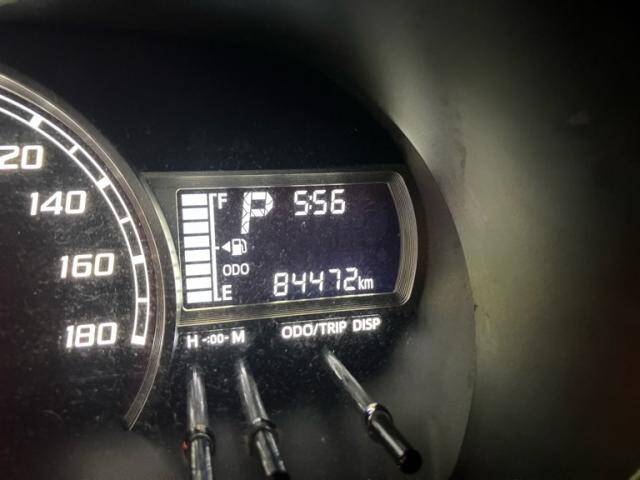 20
140
160
180
F
P 5:56
ODO
E
84472km
H -:00- M
ODO/TRIP DISP